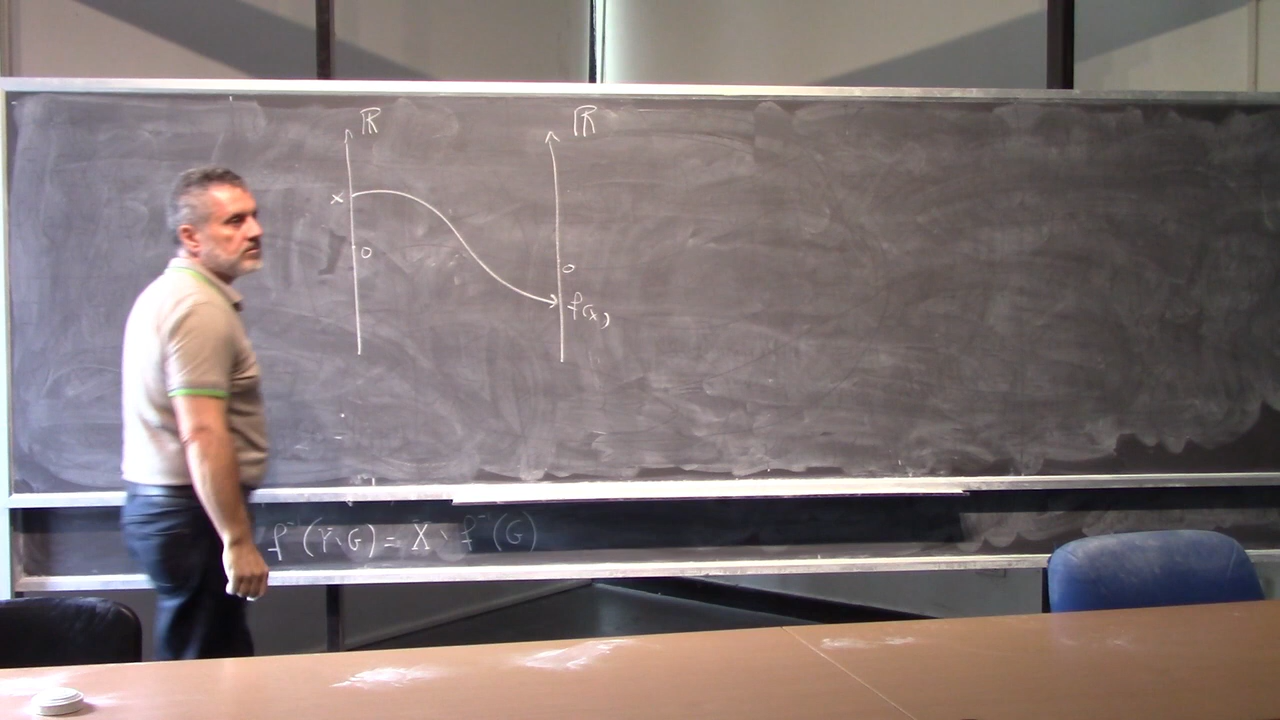 ℝ ℝ
x
0 0
f(x)
f⁻¹(Y∖G) = X∖f⁻¹(G)